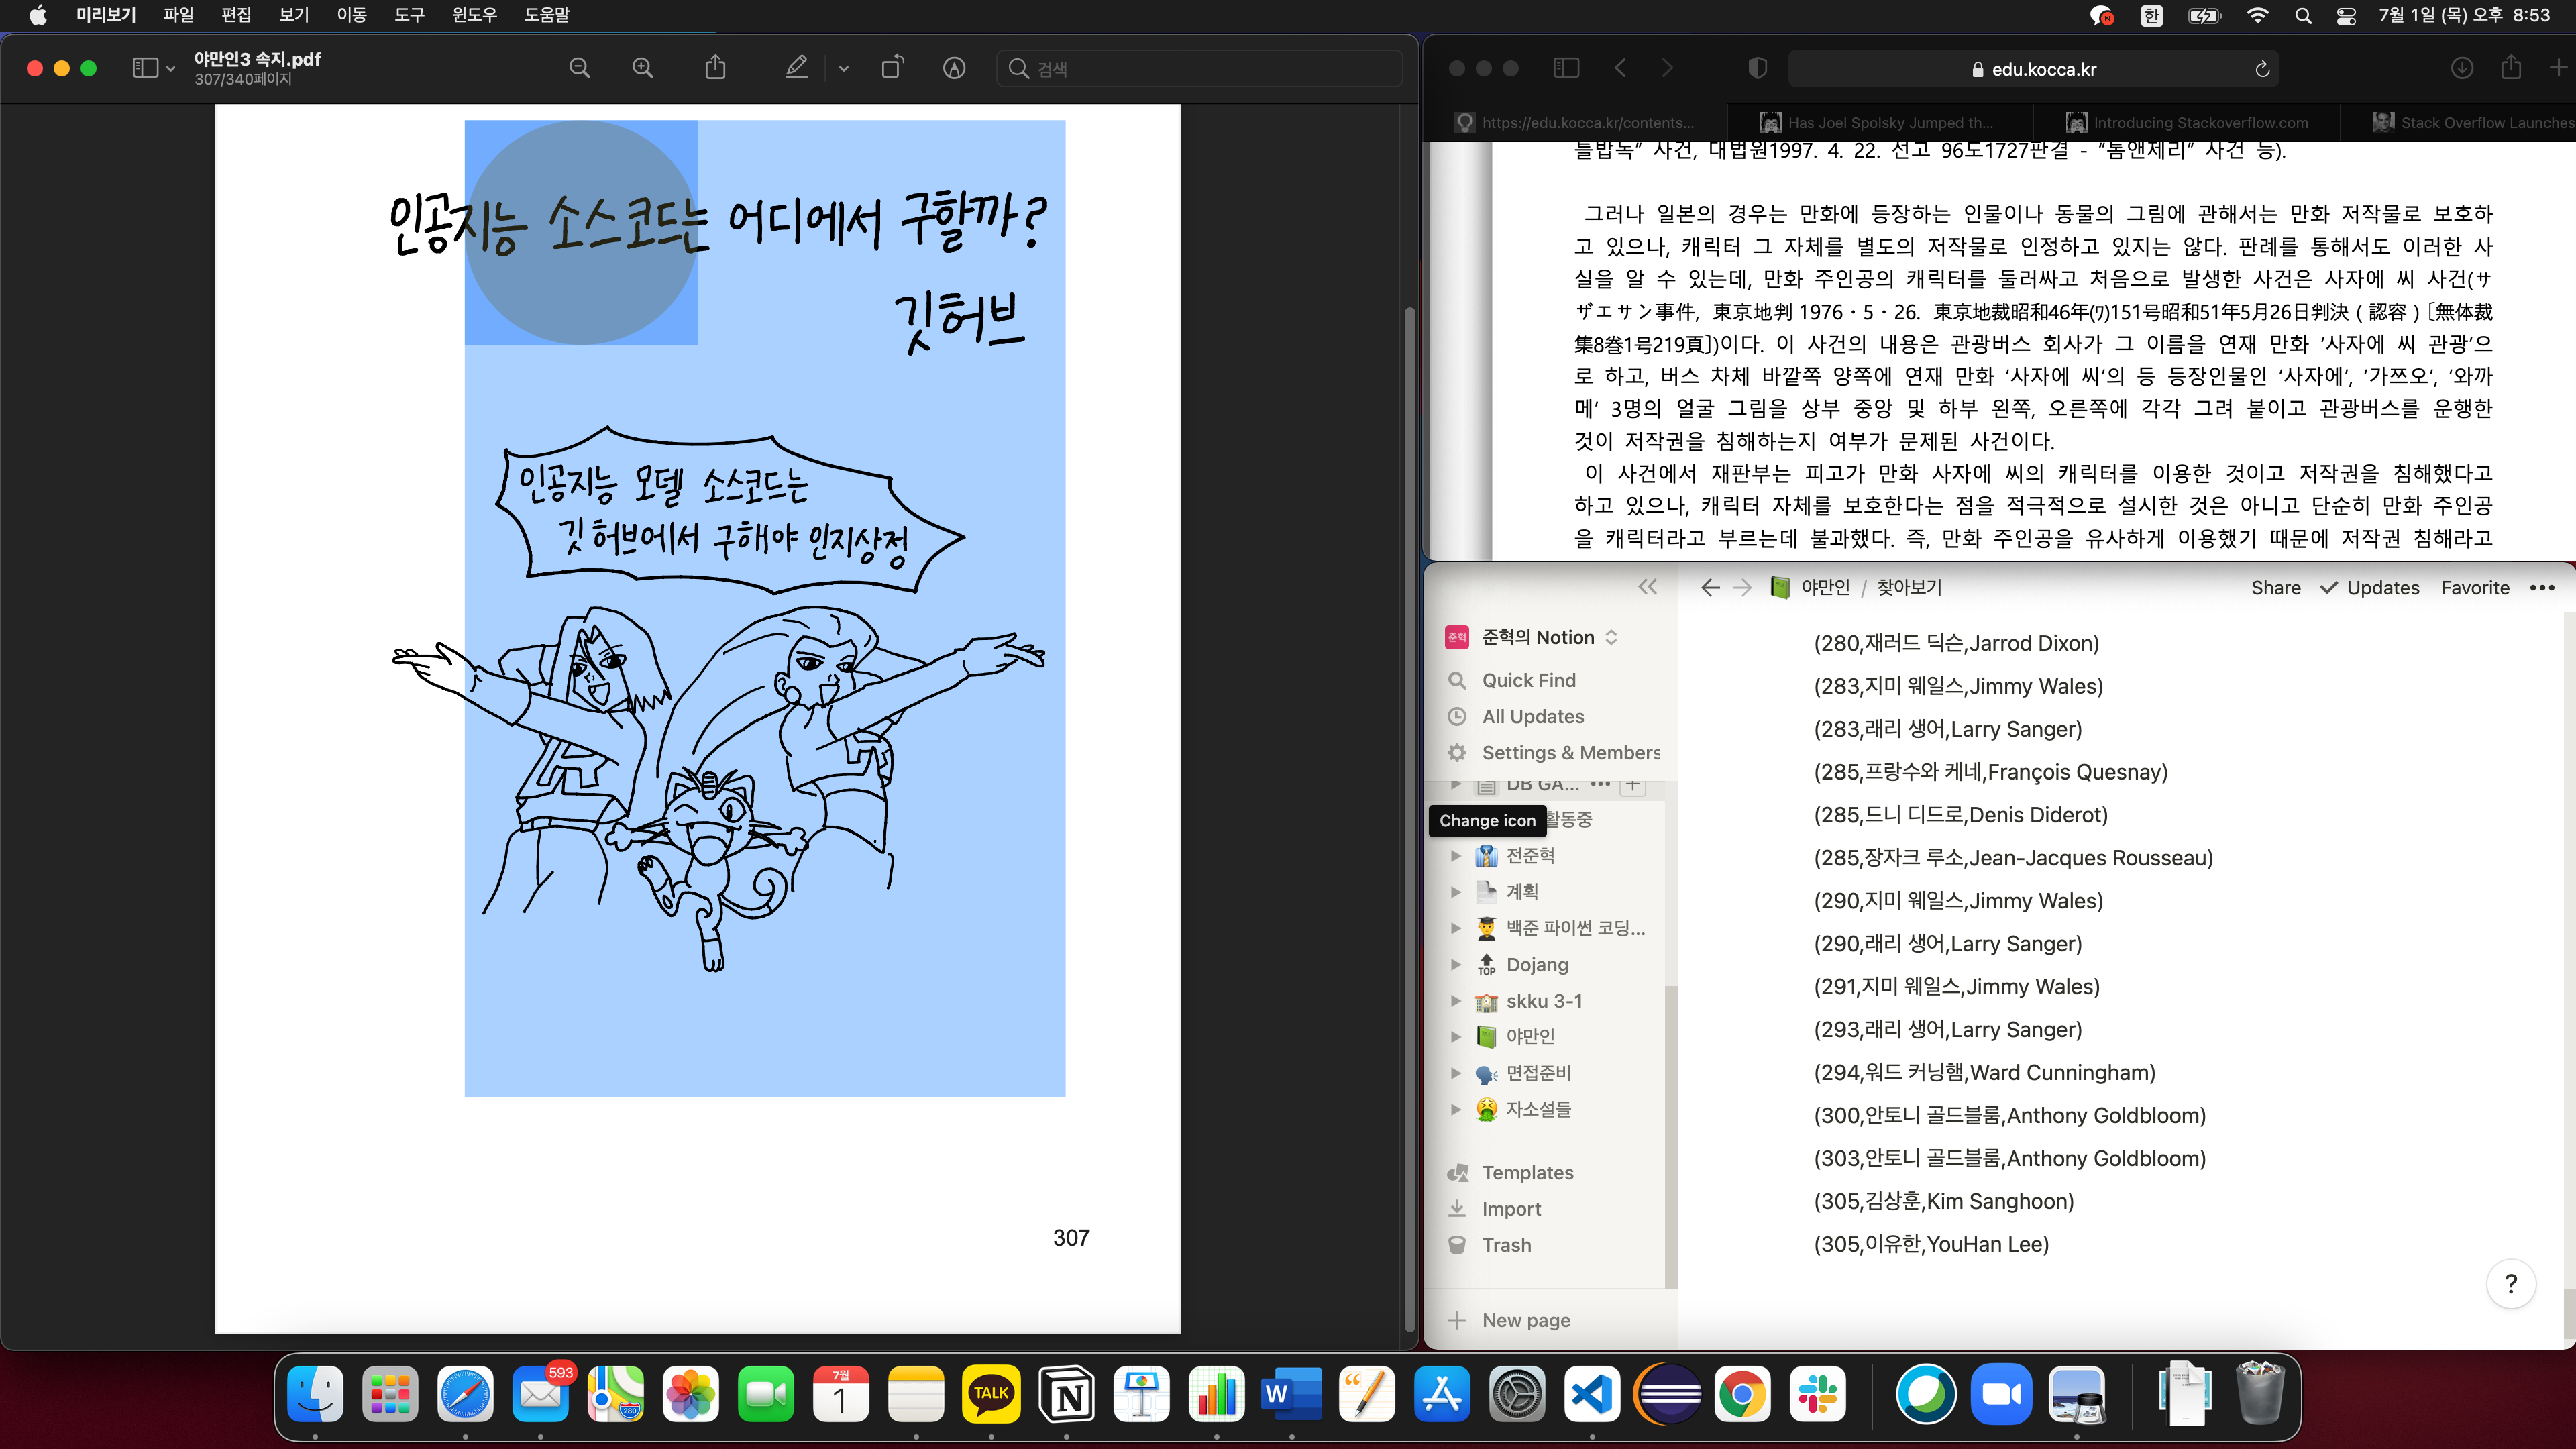 미리보기 파일 편집 보기 이동 도구 윈도우 도움말
한 7월 1일 (목) 오후 8:53
야만인3 속지.pdf
307/340페이지
검색
인공지능 소스코드는 어디에서 구할까?
깃허브
인공지능 모델 소스코드는
깃허브에서 구해야 인지상정
307
edu.kocca.kr
https://edu.kocca.kr/contents...
Has Joel Spolsky Jumped th...
Introducing Stackoverflow.com
Stack Overflow Launches
틀밥독” 사건, 대법원1997. 4. 22. 선고 96도1727판결 - “톰앤제리” 사건 등).
그러나 일본의 경우는 만화에 등장하는 인물이나 동물의 그림에 관해서는 만화 저작물로 보호하
고 있으나, 캐릭터 그 자체를 별도의 저작물로 인정하고 있지는 않다. 판례를 통해서도 이러한 사
실을 알 수 있는데, 만화 주인공의 캐릭터를 둘러싸고 처음으로 발생한 사건은 사자에 씨 사건(サ
ザエサン事件, 東京地判 1976・5・26. 東京地裁昭和46年(ワ)151号昭和51年5月26日判決 ( 認容 )〔無体裁
集8巻1号219頁〕)이다. 이 사건의 내용은 관광버스 회사가 그 이름을 연재 만화 ‘사자에 씨 관광‘으
로 하고, 버스 차체 바깥쪽 양쪽에 연재 만화 ‘사자에 씨’의 등 등장인물인 ‘사자에’, ‘가쯔오’, ‘와까
메’ 3명의 얼굴 그림을 상부 중앙 및 하부 왼쪽, 오른쪽에 각각 그려 붙이고 관광버스를 운행한
것이 저작권을 침해하는지 여부가 문제된 사건이다.
이 사건에서 재판부는 피고가 만화 사자에 씨의 캐릭터를 이용한 것이고 저작권을 침해했다고
하고 있으나, 캐릭터 자체를 보호한다는 점을 적극적으로 설시한 것은 아니고 단순히 만화 주인공
을 캐릭터라고 부르는데 불과했다. 즉, 만화 주인공을 유사하게 이용했기 때문에 저작권 침해라고
준혁 준혁의 Notion
Quick Find
All Updates
Settings & Members
DB GA...
Change icon 활동중
전준혁
계획
백준 파이썬 코딩...
TOP Dojang
skku 3-1
야만인
면접준비
자소설들
Templates
Import
Trash
New page
야만인 / 찾아보기 Share Updates Favorite
(280,재러드 딕슨,Jarrod Dixon)
(283,지미 웨일스,Jimmy Wales)
(283,래리 생어,Larry Sanger)
(285,프랑수와 케네,François Quesnay)
(285,드니 디드로,Denis Diderot)
(285,장자크 루소,Jean-Jacques Rousseau)
(290,지미 웨일스,Jimmy Wales)
(290,래리 생어,Larry Sanger)
(291,지미 웨일스,Jimmy Wales)
(293,래리 생어,Larry Sanger)
(294,워드 커닝햄,Ward Cunningham)
(300,안토니 골드블룸,Anthony Goldbloom)
(303,안토니 골드블룸,Anthony Goldbloom)
(305,김상훈,Kim Sanghoon)
(305,이유한,YouHan Lee)
?
593
280
7월
1
TALK
N
W